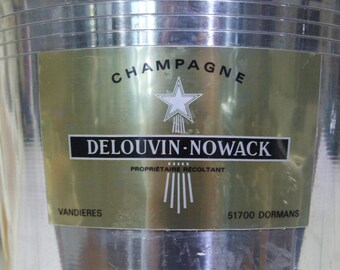 CHAMPAGNE
DELOUVIN·NOWACK
PROPRIÉTAIRE RÉCOLTANT
VANDIERES 51700 DORMANS